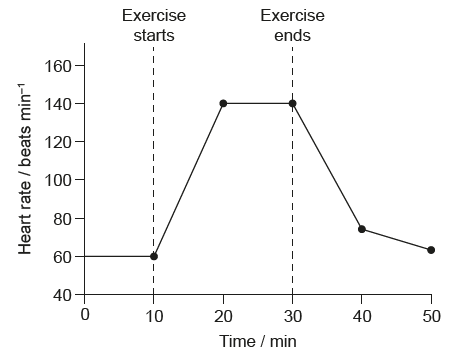 Exercise starts
Exercise ends
Heart rate / beats min⁻¹
160
140
120
100
80
60
40
0 10 20 30 40 50
Time / min